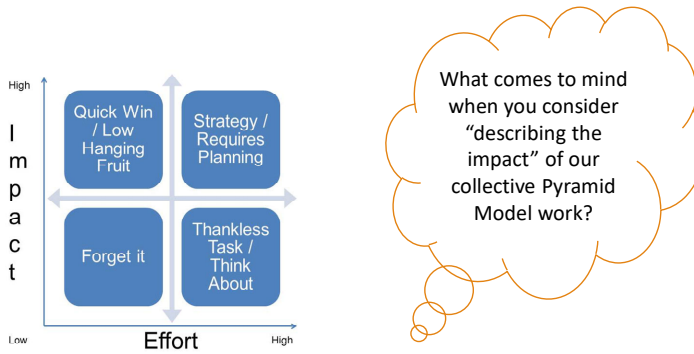 High
I
m
p
a
c
t
Quick Win
/ Low
Hanging
Fruit
Strategy /
Requires
Planning
Forget it
Thankless
Task /
Think
About
Low
Effort
High
What comes to mind
when you consider
“describing the
impact” of our
collective Pyramid
Model work?